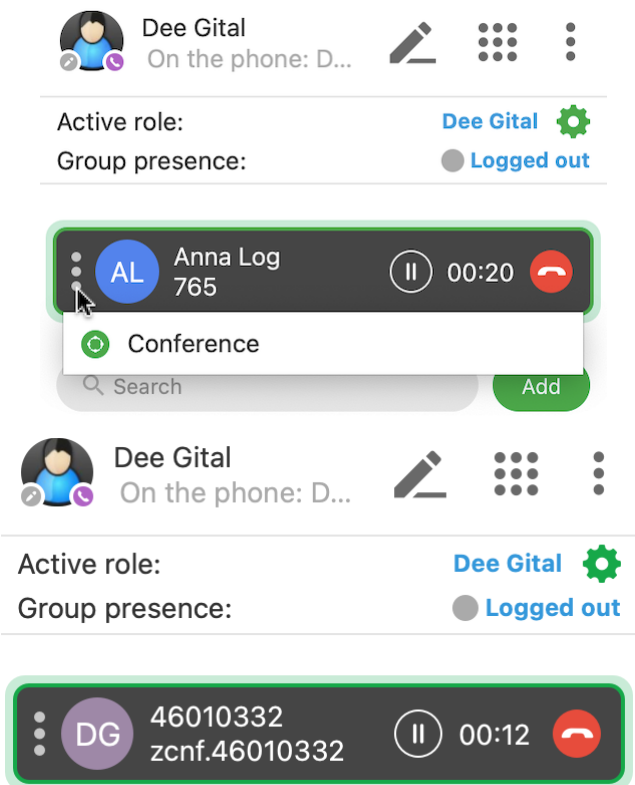 Dee Gital
On the phone: D...
Active role:
Dee Gital
Group presence:
Logged out
AL
Anna Log
765
00:20
Conference
Search
Add
Dee Gital
On the phone: D...
Active role:
Dee Gital
Group presence:
Logged out
DG
46010332
zcnf.46010332
00:12